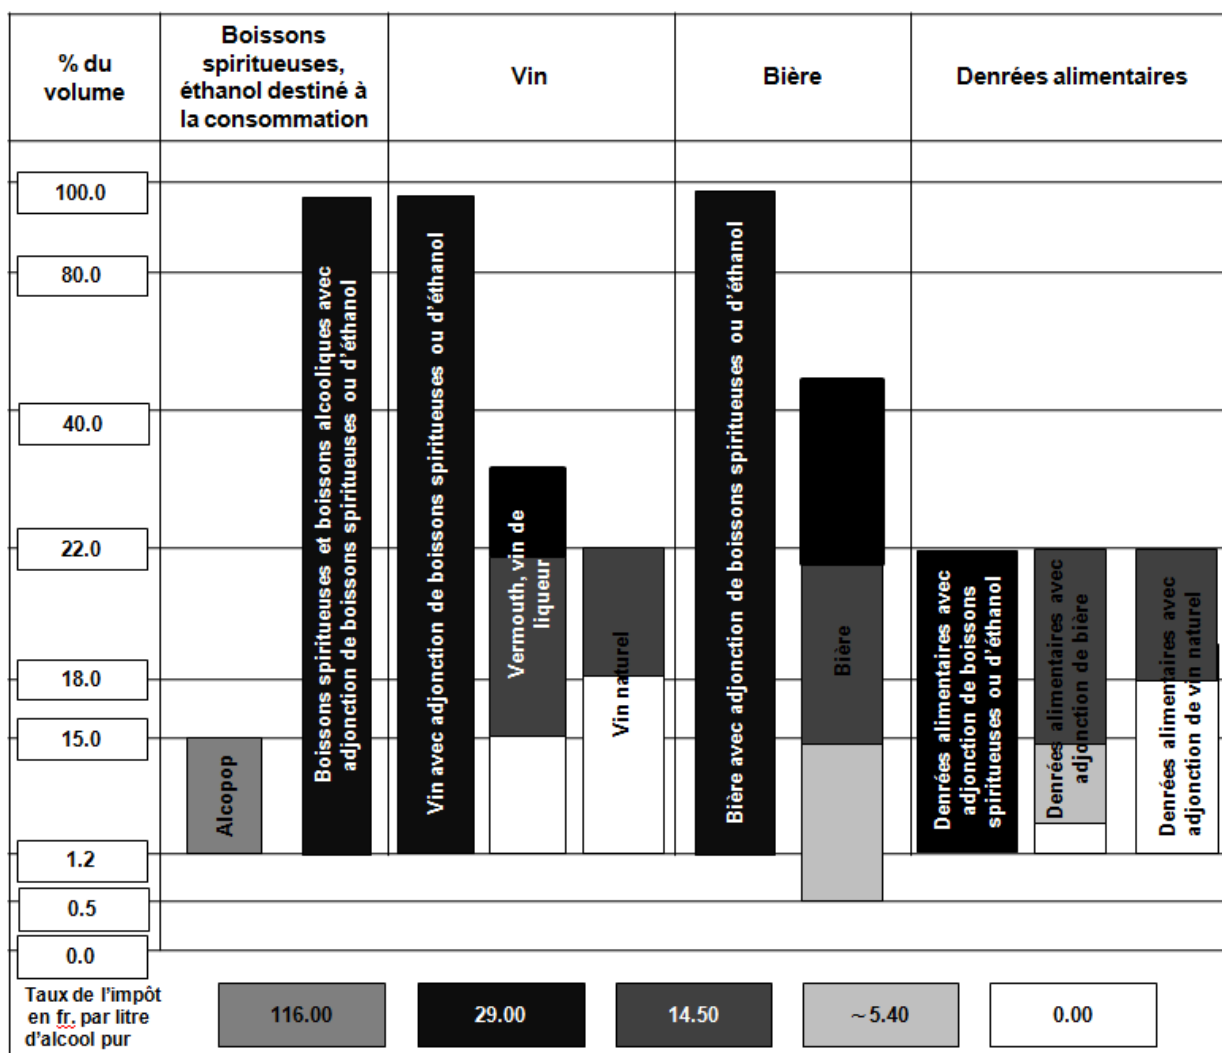 % du
volume
Boissons
spiritueuses,
éthanol destiné à
la consommation
Vin
Bière
Denrées alimentaires
100.0
80.0
40.0
22.0
18.0
15.0
1.2
0.5
0.0
Alcopop
Boissons spiritueuses et boissons alcooliques avec
adjonction de boissons spiritueuses ou d'éthanol
Vin avec adjonction de boissons spiritueuses ou d'éthanol
Vermouth, vin de
liqueur
Vin naturel
Bière avec adjonction de boissons spiritueuses ou d'éthanol
Bière
Denrées alimentaires avec
adjonction de boissons
spiritueuses ou d'éthanol
Denrées alimentaires avec
adjonction de bière
Denrées alimentaires avec
adjonction de vin naturel
Taux de l'impôt
en fr. par litre
d'alcool pur
116.00
29.00
14.50
~ 5.40
0.00